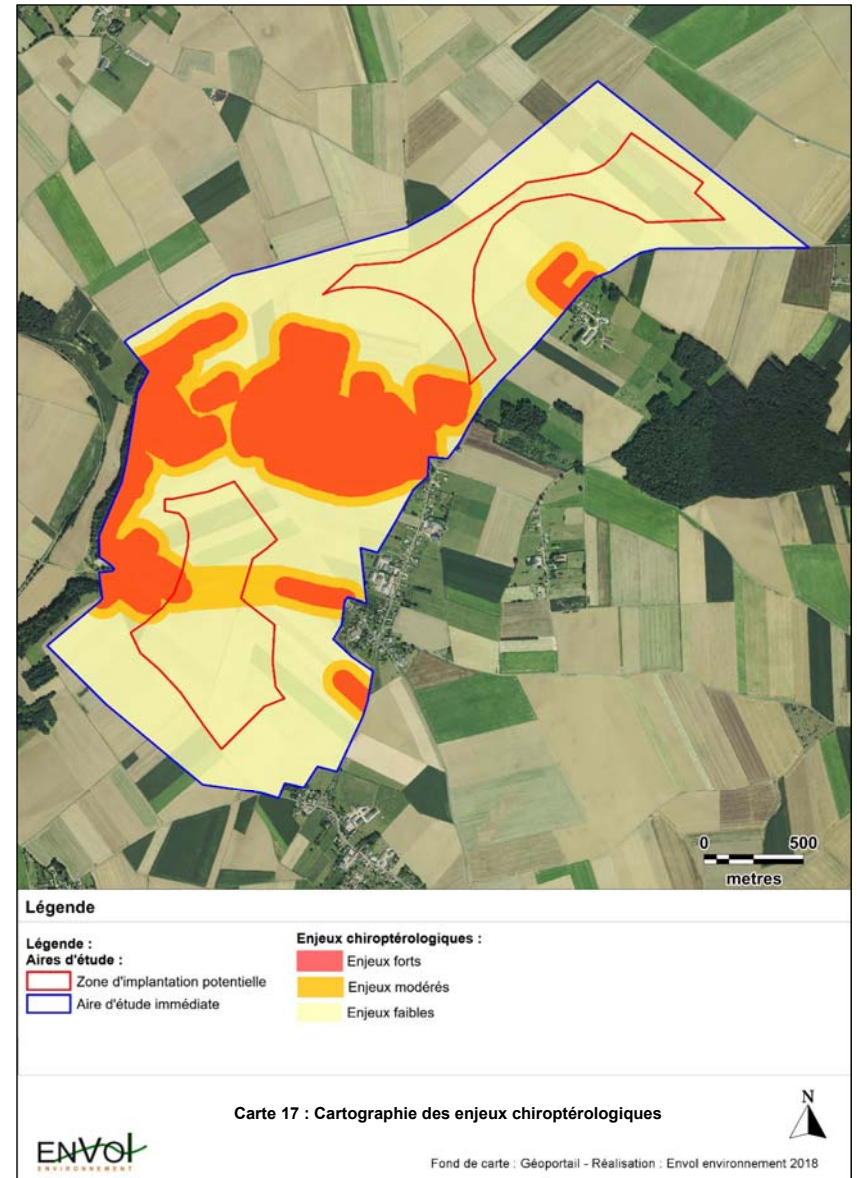 0 500
metres
Légende
Légende :
Aires d'étude :
Zone d'implantation potentielle
Aire d'étude immédiate
Enjeux chiroptérologiques :
Enjeux forts
Enjeux modérés
Enjeux faibles
N
Carte 17 : Cartographie des enjeux chiroptérologiques
ENVOl
ENVIRONNEMENT
Fond de carte : Géoportail - Réalisation : Envol environnement 2018